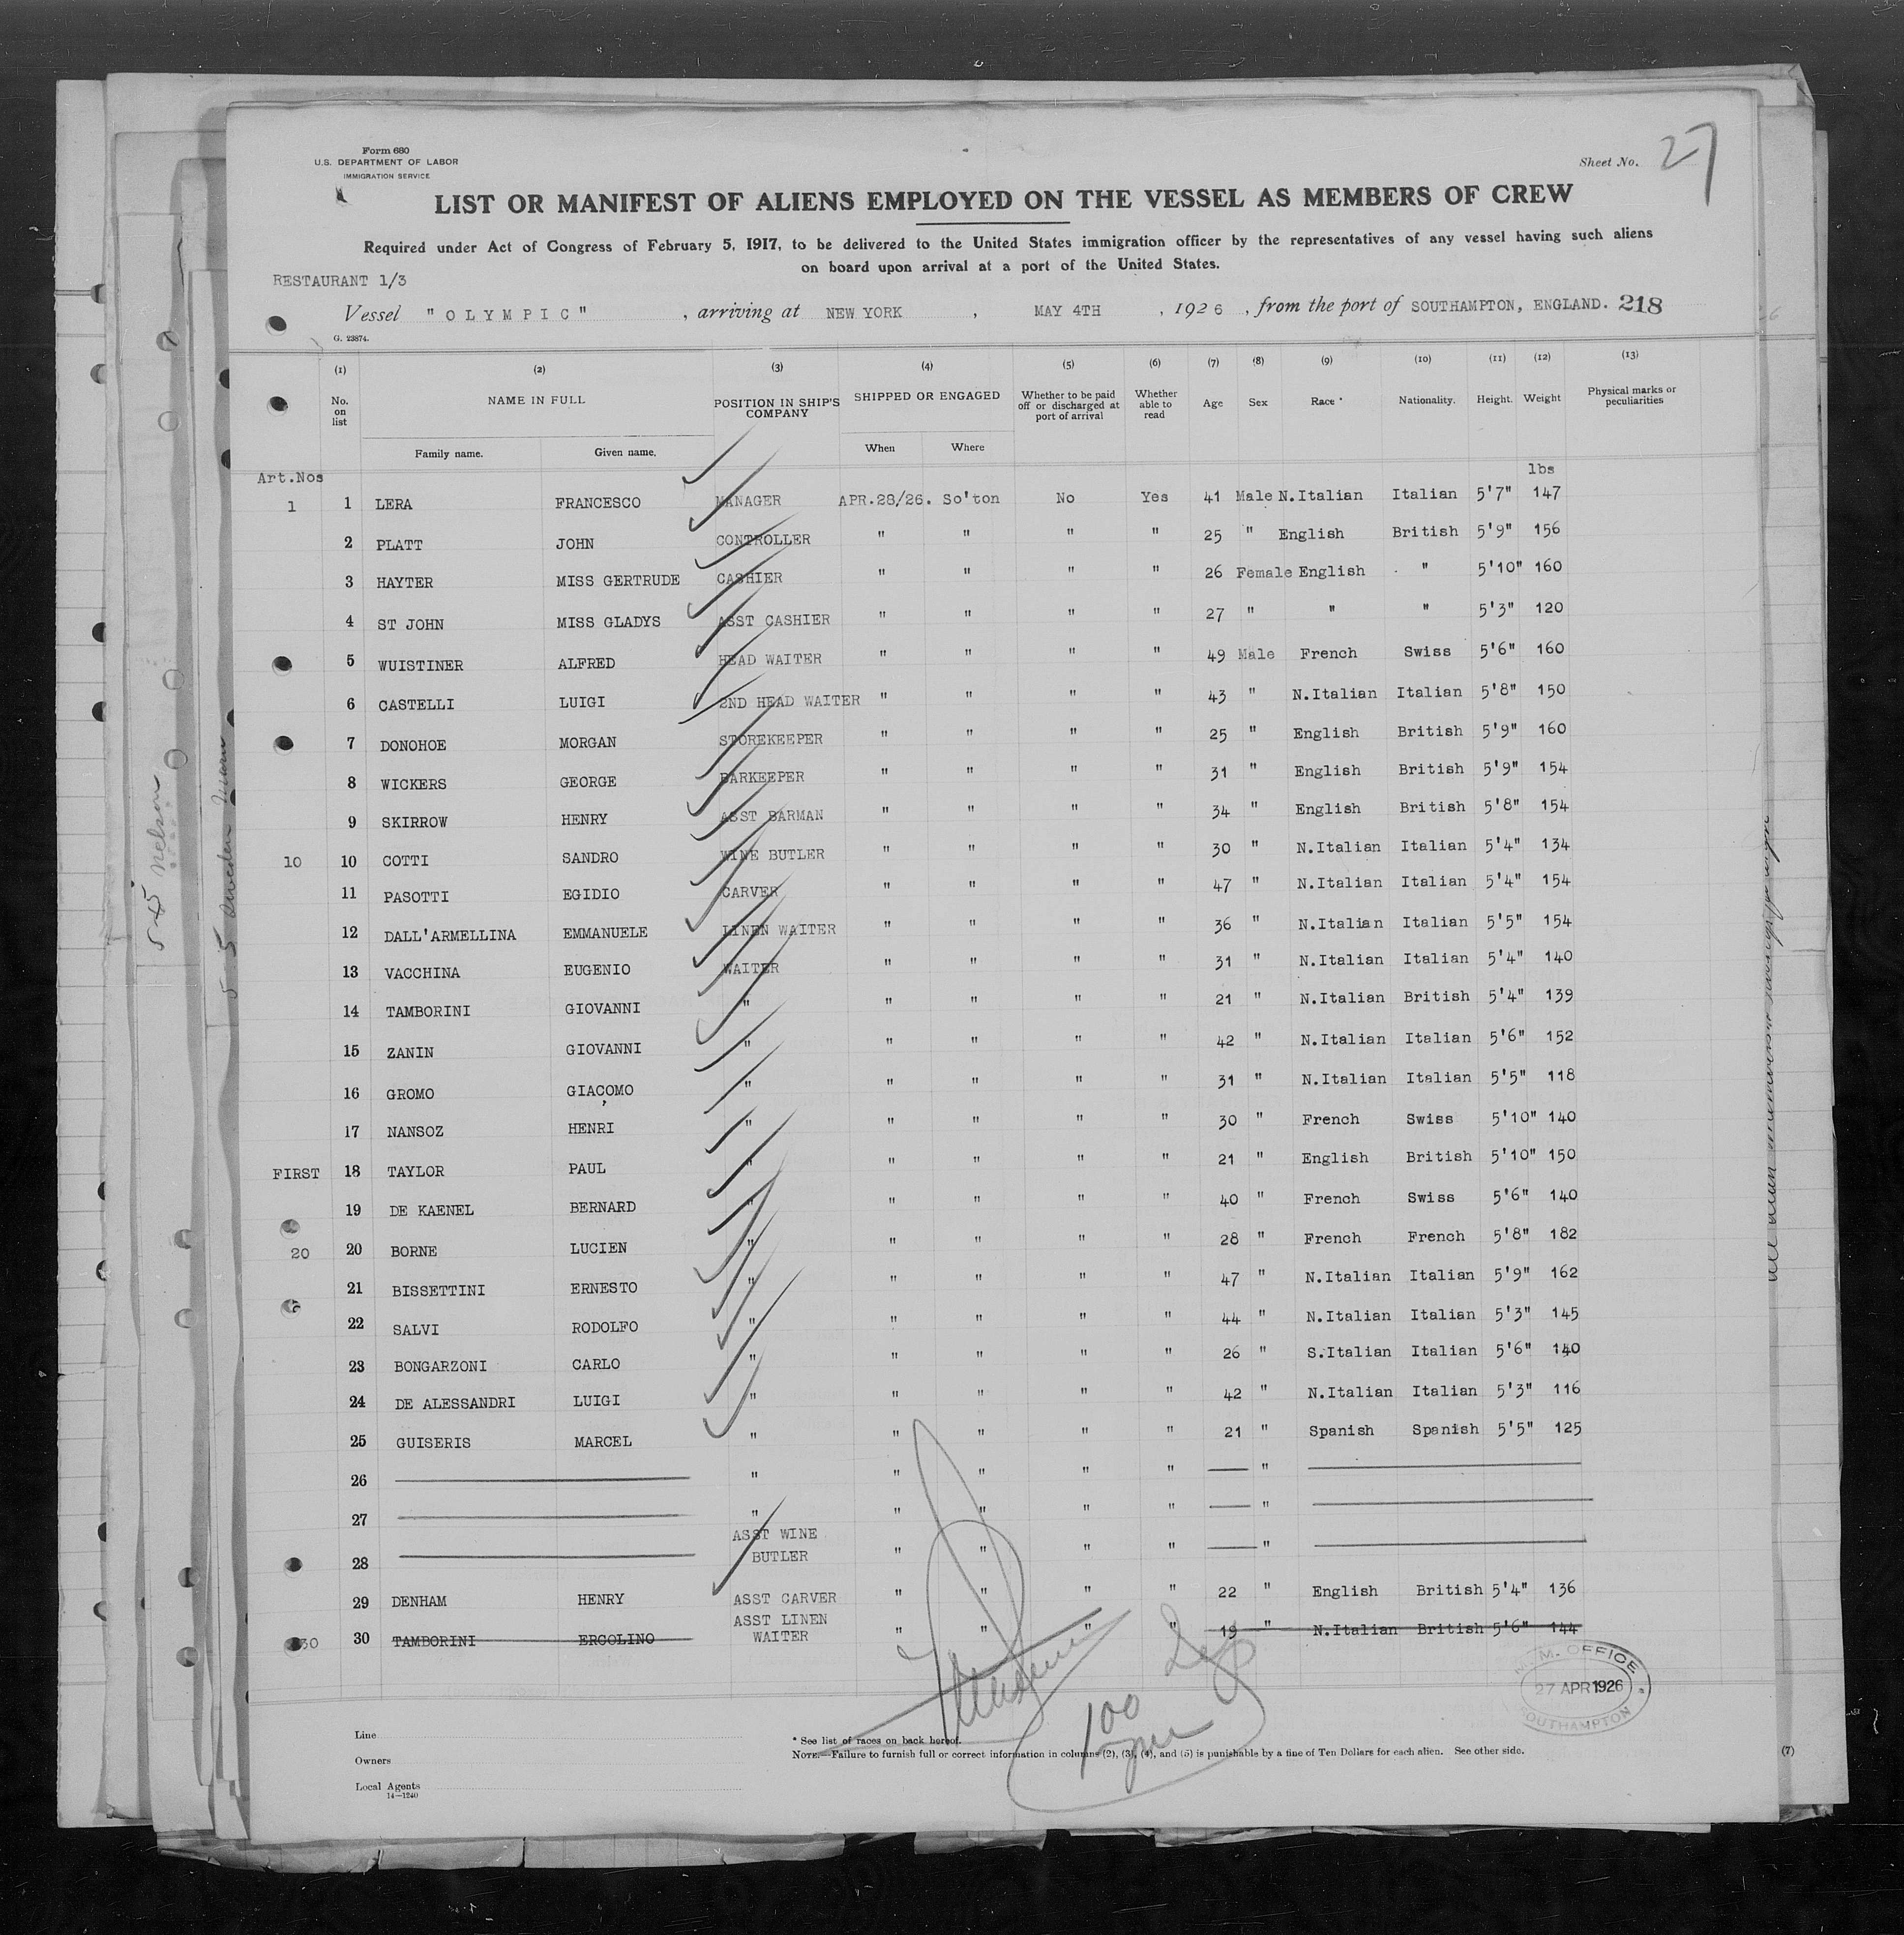 Form 680
U.S. DEPARTMENT OF LABOR
IMMIGRATION SERVICE
Sheet No. 27
LIST OR MANIFEST OF ALIENS EMPLOYED ON THE VESSEL AS MEMBERS OF CREW
Required under Act of Congress of February 5, 1917, to be delivered to the United States immigration officer by the representatives of any vessel having such aliens
on board upon arrival at a port of the United States.
RESTAURANT 1/3
Vessel "OLYMPIC", arriving at NEW YORK, MAY 4TH, 1926, from the port of SOUTHAMPTON, ENGLAND. 218
G. 23874.
(1) (2) (3) (4) (5) (6) (7) (8) (9) (10) (11) (12) (13)
No. on list NAME IN FULL POSITION IN SHIP'S COMPANY SHIPPED OR ENGAGED Whether to be paid off or discharged at port of arrival Whether able to read Age Sex Race * Nationality. Height. Weight Physical marks or peculiarities
Family name. Given name. When Where
Art.Nos lbs
1 1 LERA FRANCESCO MANAGER APR.28/26. So'ton No Yes 41 Male N.Italian Italian 5'7" 147
2 PLATT JOHN CONTROLLER " " " " 25 " English British 5'9" 156
3 HAYTER MISS GERTRUDE CASHIER " " " " 26 Female English " 5'10" 160
4 ST JOHN MISS GLADYS ASST CASHIER " " " " 27 " " " 5'3" 120
5 WUISTINER ALFRED HEAD WAITER " " " " 49 Male French Swiss 5'6" 160
6 CASTELLI LUIGI 2ND HEAD WAITER " " " " 43 " N.Italian Italian 5'8" 150
7 DONOHOE MORGAN STOREKEEPER " " " " 25 " English British 5'9" 160
8 WICKERS GEORGE BARKEEPER " " " " 31 " English British 5'9" 154
9 SKIRROW HENRY ASST BARMAN " " " " 34 " English British 5'8" 154
10 10 COTTI SANDRO WINE BUTLER " " " " 30 " N.Italian Italian 5'4" 134
11 PASOTTI EGIDIO CARVER " " " " 47 " N.Italian Italian 5'4" 154
12 DALL'ARMELLINA EMMANUELE LINEN WAITER " " " " 36 " N.Italian Italian 5'5" 154
13 VACCHINA EUGENIO WAITER " " " " 31 " N.Italian Italian 5'4" 140
14 TAMBORINI GIOVANNI " " " " " 21 " N.Italian British 5'4" 139
15 ZANIN GIOVANNI " " " " " 42 " N.Italian Italian 5'6" 152
16 GROMO GIACOMO " " " " " 31 " N.Italian Italian 5'5" 118
17 NANSOZ HENRI " " " " " 30 " French Swiss 5'10" 140
FIRST 18 TAYLOR PAUL " " " " " 21 " English British 5'10" 150
19 DE KAENEL BERNARD " " " " " 40 " French Swiss 5'6" 140
20 20 BORNE LUCIEN " " " " " 28 " French French 5'8" 182
21 BISSETTINI ERNESTO " " " " " 47 " N.Italian Italian 5'9" 162
22 SALVI RODOLFO " " " " " 44 " N.Italian Italian 5'3" 145
23 BONGARZONI CARLO " " " " " 26 " S.Italian Italian 5'6" 140
24 DE ALESSANDRI LUIGI " " " " " 42 " N.Italian Italian 5'3" 116
25 GUISERIS MARCEL " " " " " 21 " Spanish Spanish 5'5" 125
26 " " " " " "
27 " " " " " "
28 ASST WINE BUTLER " " " " "
29 DENHAM HENRY ASST CARVER " " " " 22 " English British 5'4" 136
30 30 TAMBORINI ERCOLINO ASST LINEN WAITER " " " " 19 " N.Italian British 5'6" 144
M.M. OFFICE
27 APR 1926
SOUTHAMPTON
100
Line
Owners
Local Agents
14—1240
* See list of races on back hereof.
NOTE.—Failure to furnish full or correct information in columns (2), (3), (4), and (5) is punishable by a fine of Ten Dollars for each alien. See other side.
(7)
5-5 Nelson